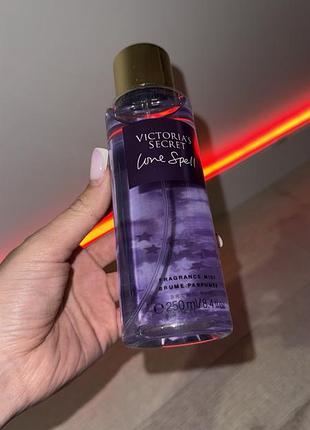 VICTORIA'S
SECRET
Love Spell
FRAGRANCE MIST
BRUME PARFUMÉE
250 ml/8.4 fl oz